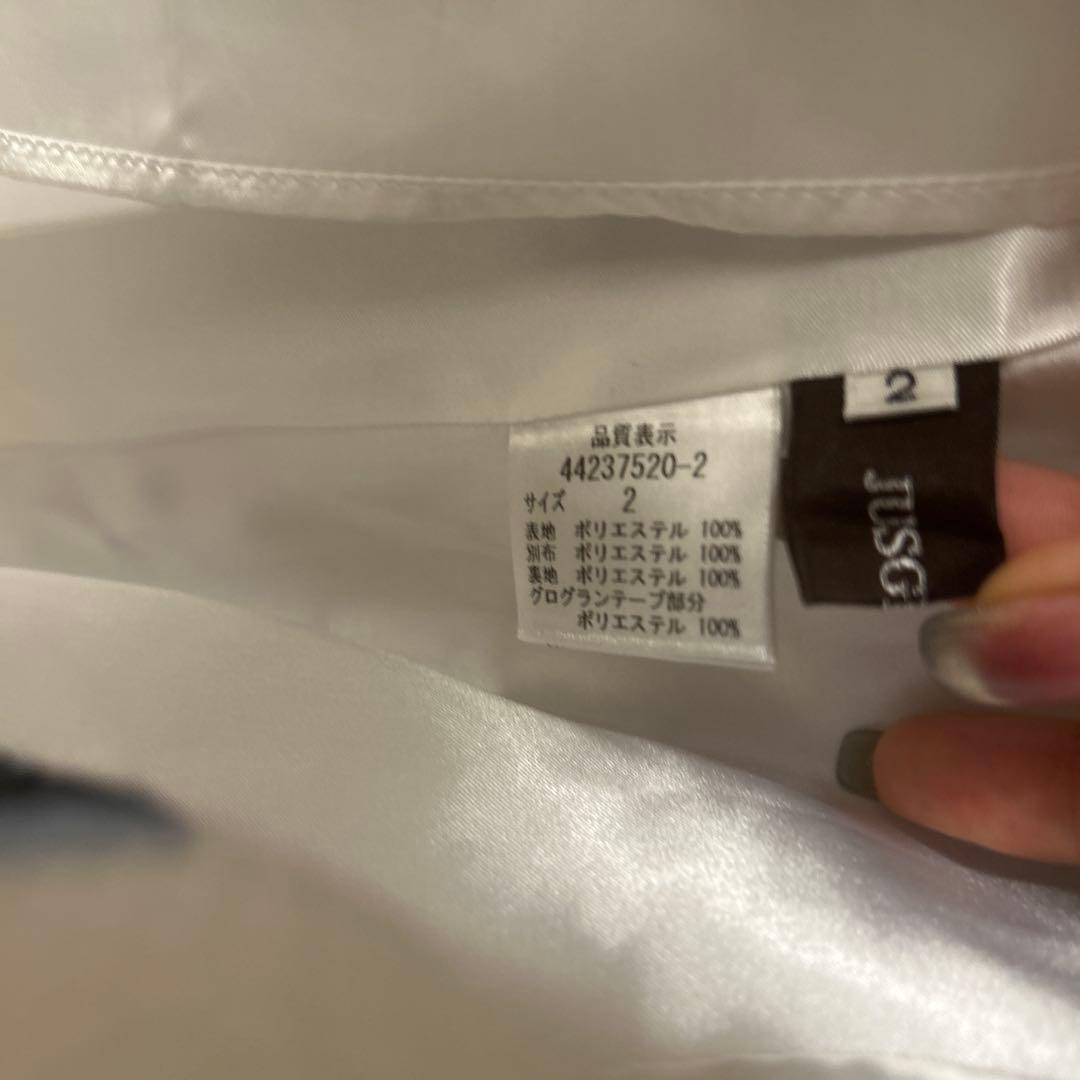 品質表示
44237520-2
サイズ 2
表地 ポリエステル 100%
別布 ポリエステル 100%
裏地 ポリエステル 100%
グログランテープ部分
ポリエステル 100%
2
JUSG